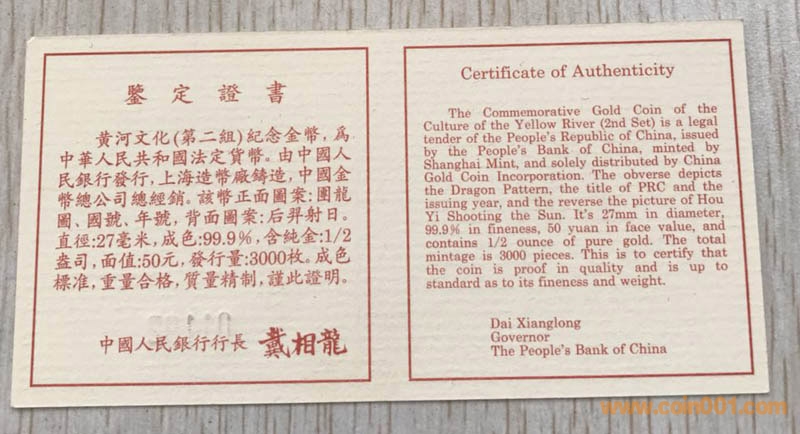 鑒定證書
黄河文化(第二組)紀念金幣，爲
中華人民共和國法定貨幣。由中國人
民銀行發行，上海造幣廠鑄造，中國金
幣總公司總經銷。該幣正面圖案：團龍
圖、國號、年號，背面圖案：后羿射日。
直徑：27毫米，成色：99.9%，含純金：1/2
盎司，面值：50元，發行量：3000枚。成色
標准，重量合格，質量精制，謹此證明。
中國人民銀行行長 戴相龍
Certificate of Authenticity
The Commemorative Gold Coin of the
Culture of the Yellow River (2nd Set) is a legal
tender of the People's Republic of China, issued
by the People's Bank of China, minted by
Shanghai Mint, and solely distributed by China
Gold Coin Incorporation. The obverse depicts
the Dragon Pattern, the title of PRC and the
issuing year, and the reverse the picture of Hou
Yi Shooting the Sun. It's 27mm in diameter,
99.9% in fineness, 50 yuan in face value, and
contains 1/2 ounce of pure gold. The total
mintage is 3000 pieces. This is to certify that
the coin is proof in quality and is up to
standard as to its fineness and weight.
Dai Xianglong
Governor
The People's Bank of China
www.coin001.com